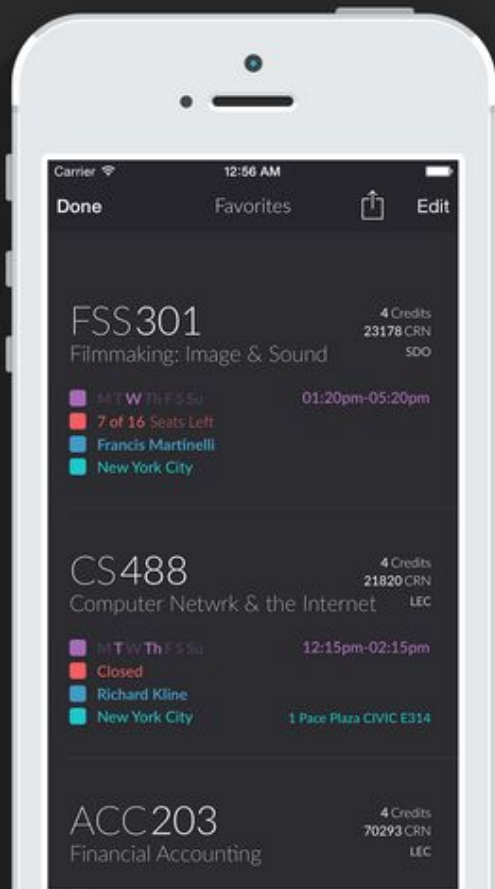 Carrier 12:56 AM
Done Favorites Edit
FSS301 4 Credits
23178 CRN
Filmmaking: Image & Sound SDO
M T W Th F S Su 01:20pm-05:20pm
7 of 16 Seats Left
Francis Martinelli
New York City
CS488 4 Credits
21820 CRN
Computer Netwrk & the Internet LEC
M T W Th F S Su 12:15pm-02:15pm
Closed
Richard Kline
New York City 1 Pace Plaza CIVIC E314
ACC203 4 Credits
70293 CRN
Financial Accounting LEC